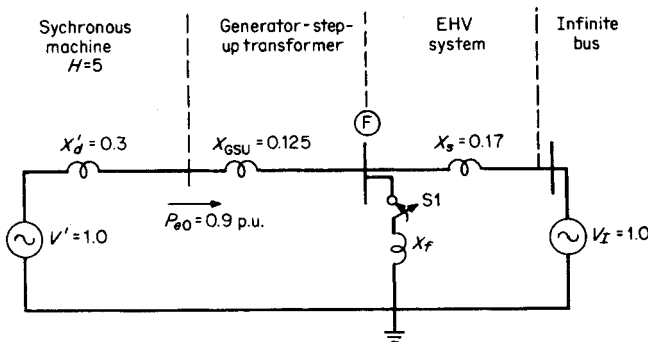 Sychronous
machine
H=5
Generator-step-
up transformer
EHV
system
Infinite
bus
F
X'd=0.3
XGSU=0.125
Xs=0.17
S1
Pe0=0.9 p.u.
V'=1.0
Xf
VI=1.0